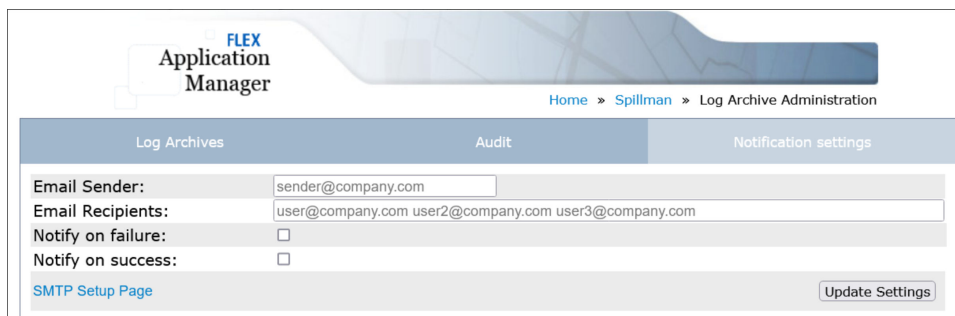 FLEX
Application
Manager
Home » Spillman » Log Archive Administration
Log Archives Audit Notification settings
Email Sender: sender@company.com
Email Recipients: user@company.com user2@company.com user3@company.com
Notify on failure:
Notify on success:
SMTP Setup Page Update Settings